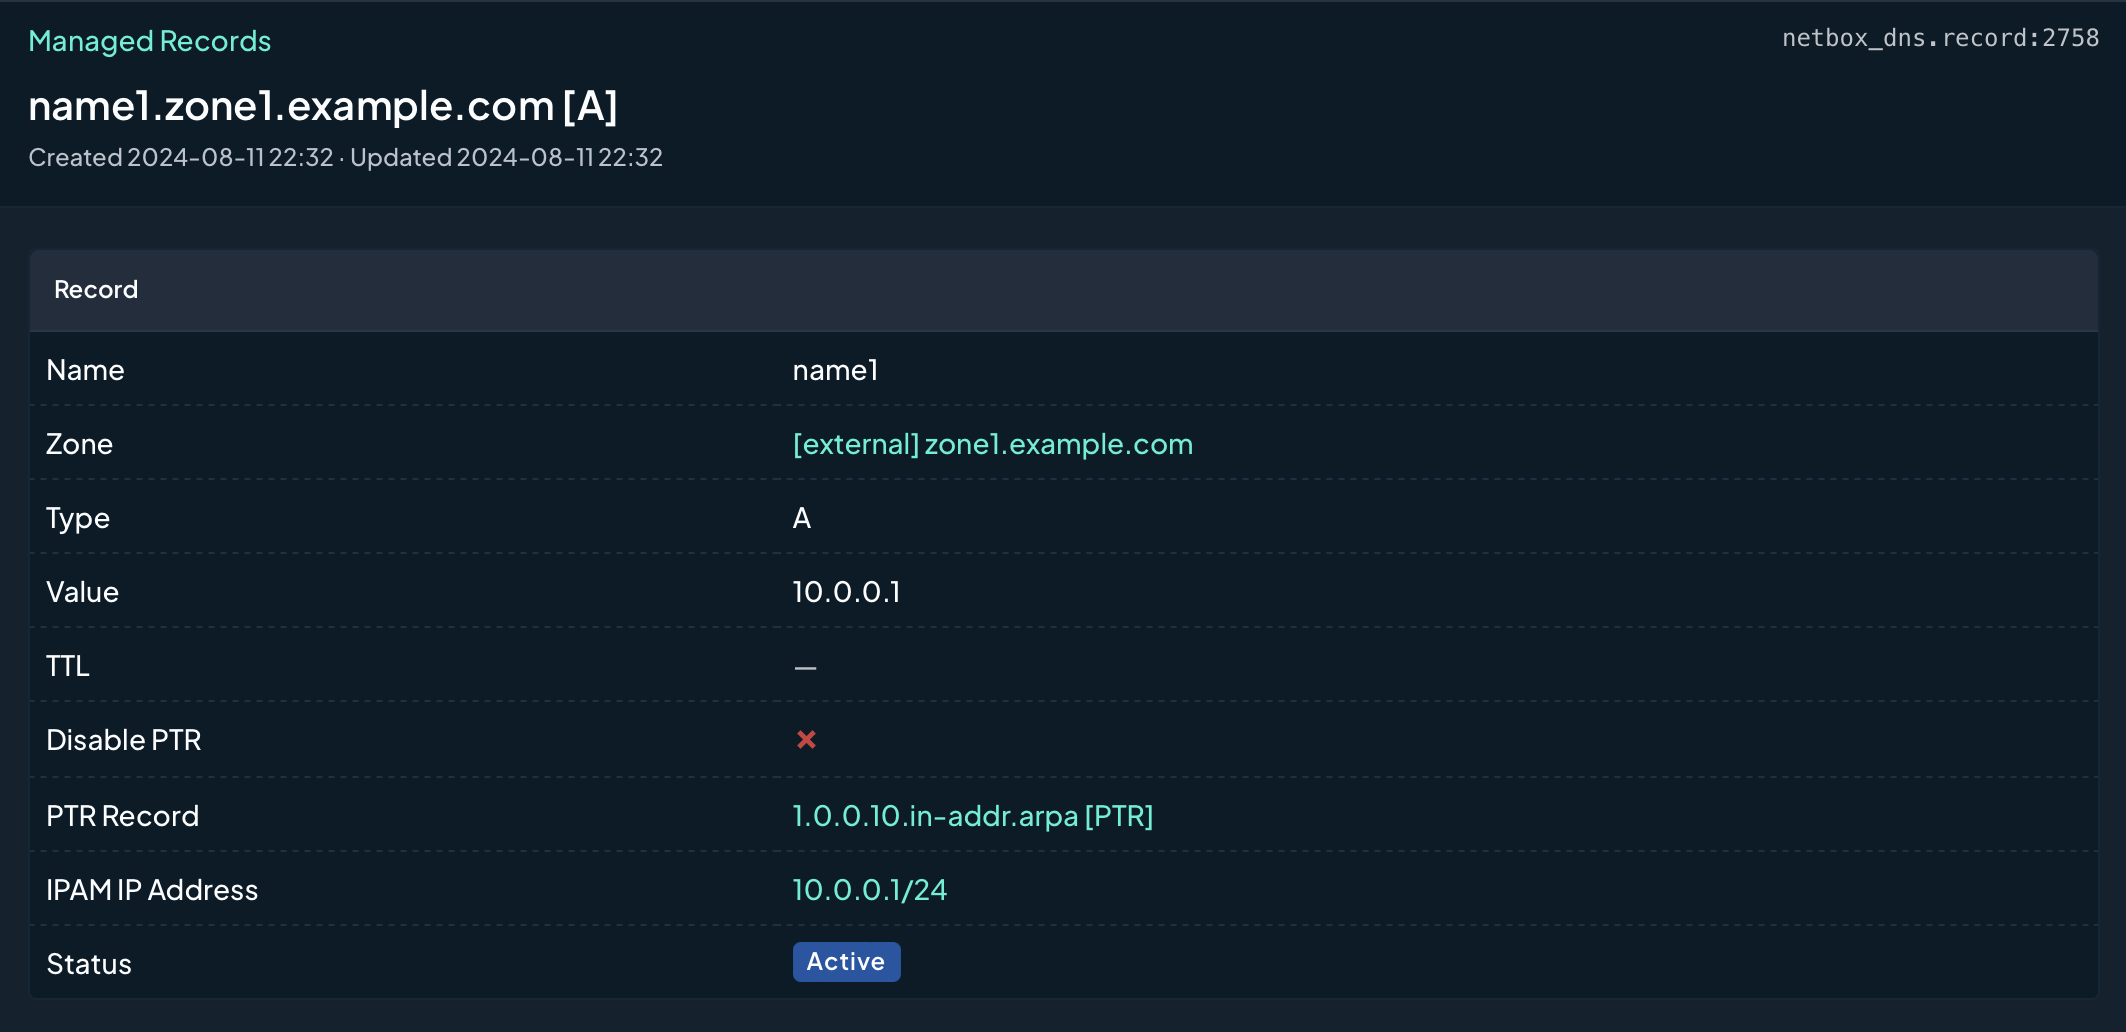 Managed Records
netbox_dns.record:2758
name1.zone1.example.com [A]
Created 2024-08-11 22:32 · Updated 2024-08-11 22:32
Record
Name name1
Zone [external] zone1.example.com
Type A
Value 10.0.0.1
TTL —
Disable PTR
PTR Record 1.0.0.10.in-addr.arpa [PTR]
IPAM IP Address 10.0.0.1/24
Status Active